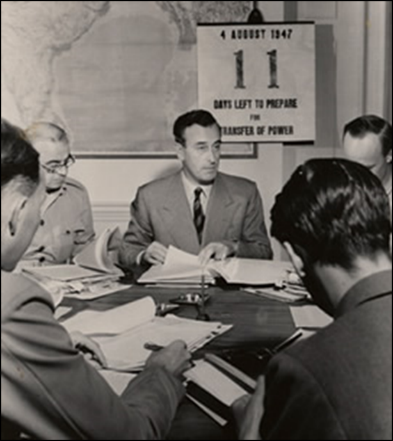 4 AUGUST 1947
11
DAYS LEFT TO PREPARE
FOR
TRANSFER OF POWER